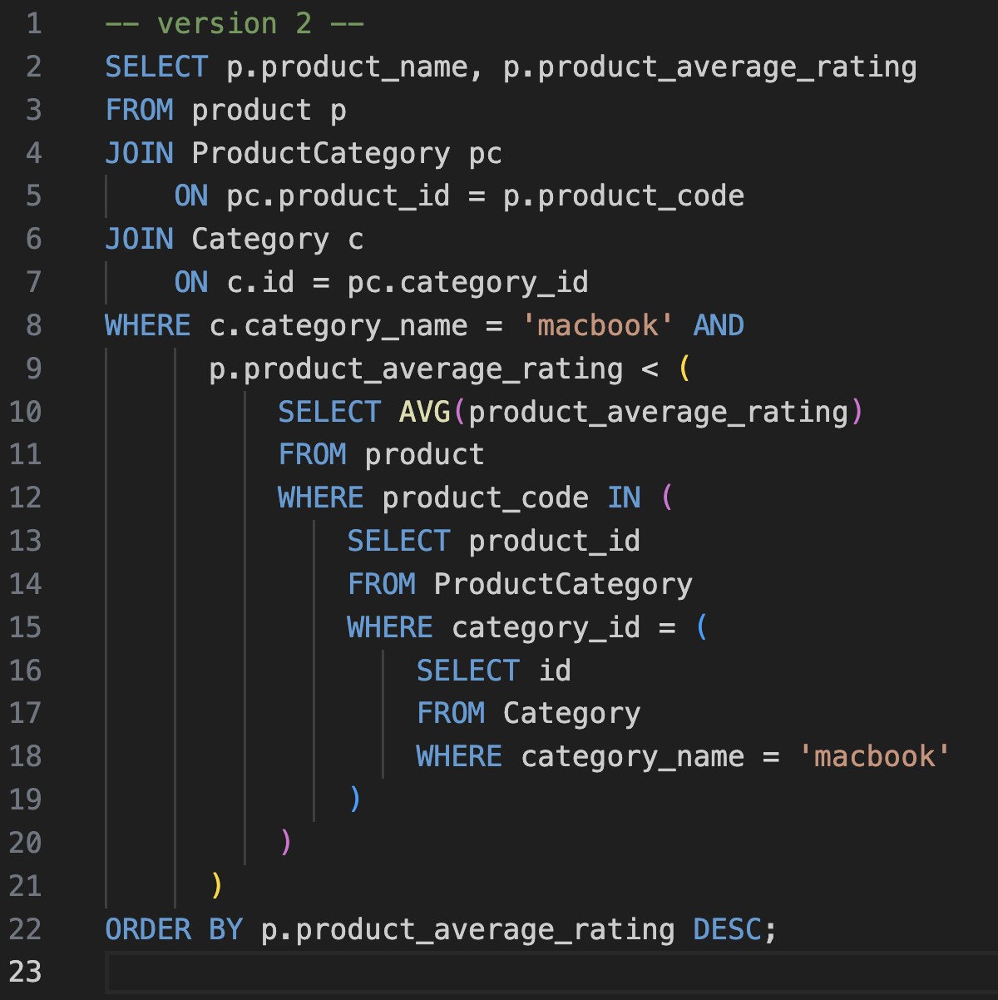 1 -- version 2 --
2 SELECT p.product_name, p.product_average_rating
3 FROM product p
4 JOIN ProductCategory pc
5     ON pc.product_id = p.product_code
6 JOIN Category c
7     ON c.id = pc.category_id
8 WHERE c.category_name = 'macbook' AND
9       p.product_average_rating < (
10           SELECT AVG(product_average_rating)
11           FROM product
12           WHERE product_code IN (
13               SELECT product_id
14               FROM ProductCategory
15               WHERE category_id = (
16                   SELECT id
17                   FROM Category
18                   WHERE category_name = 'macbook'
19               )
20           )
21       )
22 ORDER BY p.product_average_rating DESC;
23